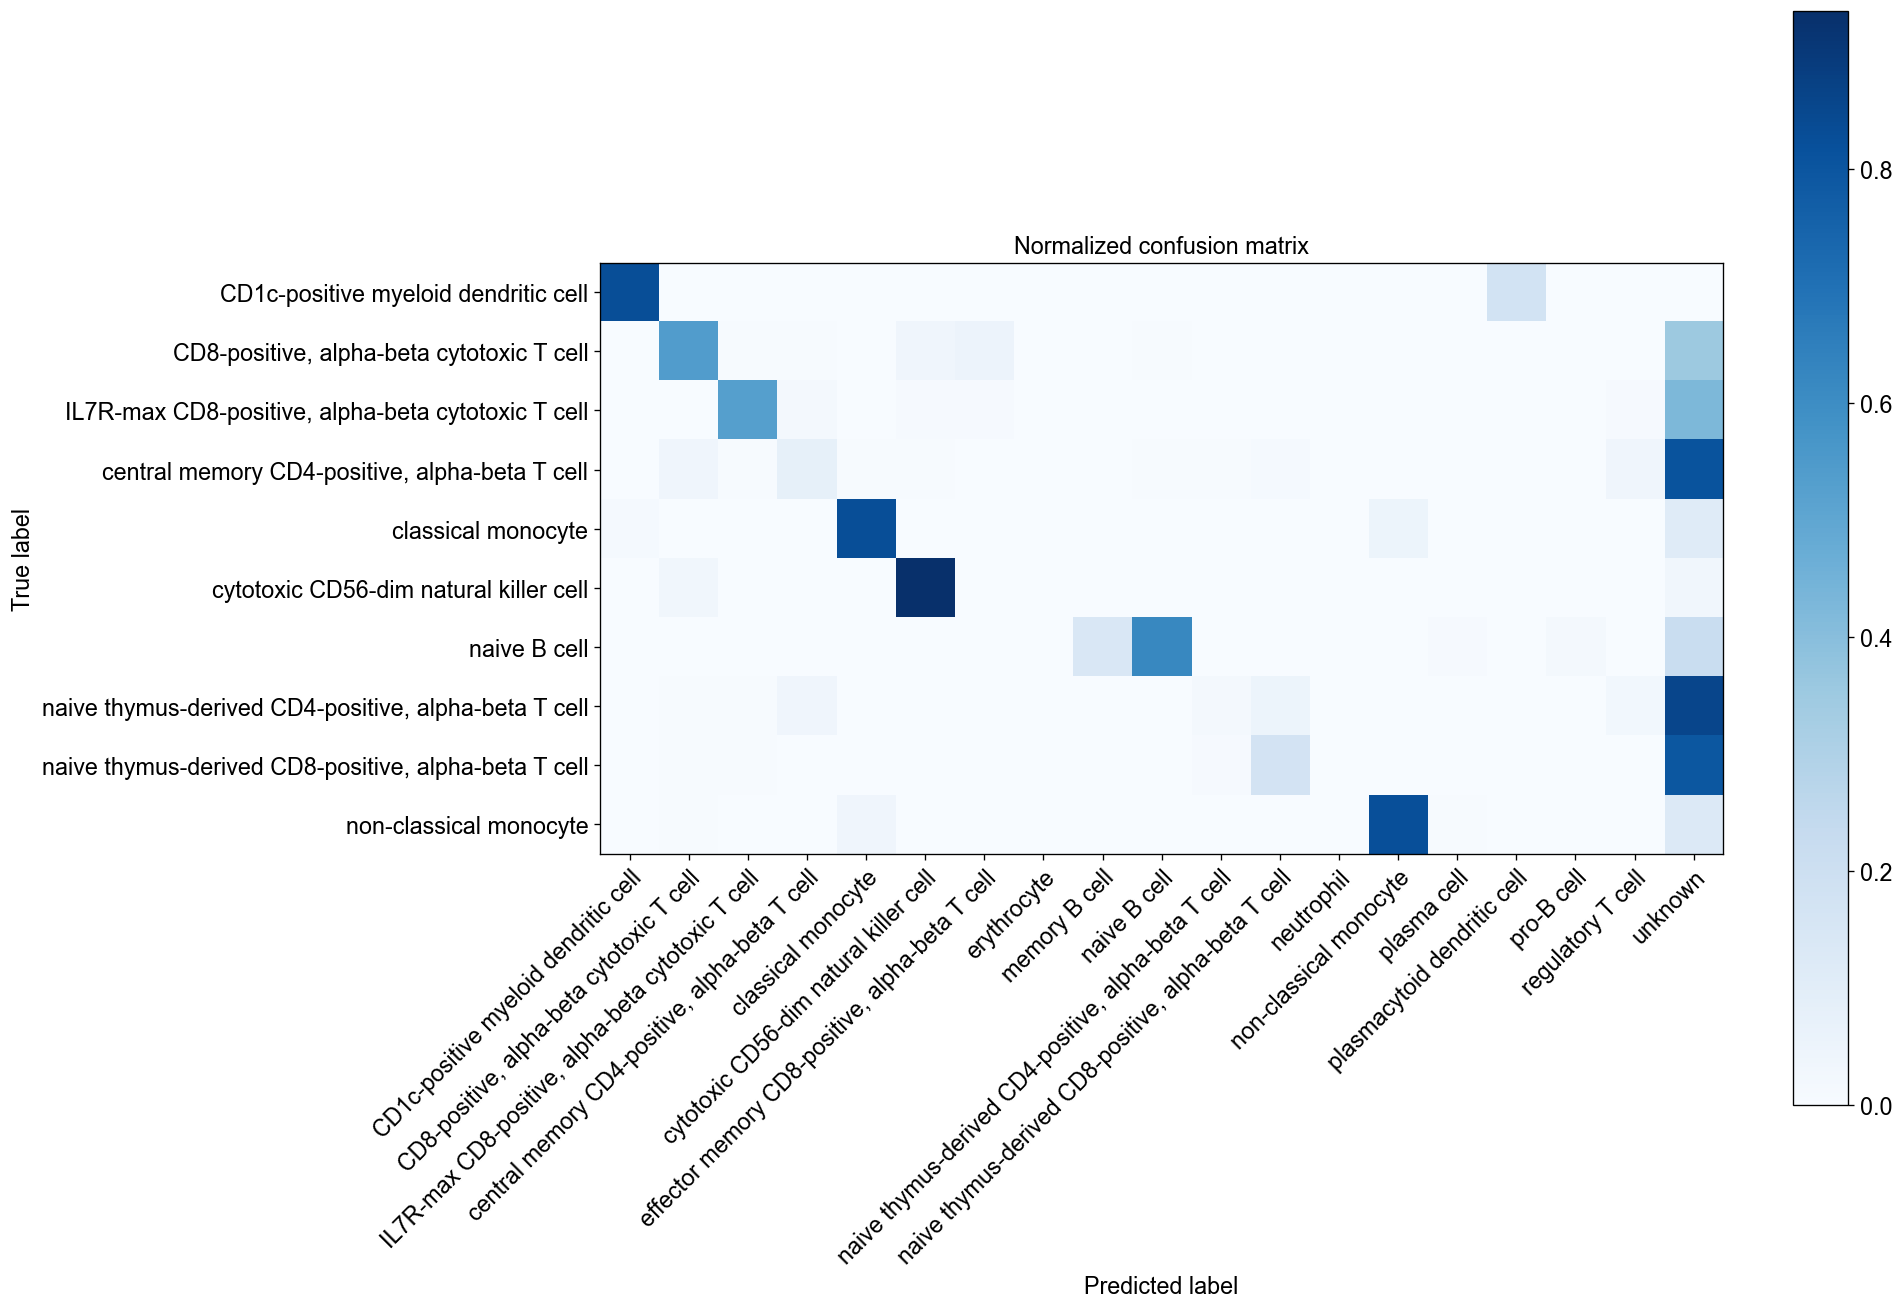 Normalized confusion matrix
True label
CD1c-positive myeloid dendritic cell
CD8-positive, alpha-beta cytotoxic T cell
IL7R-max CD8-positive, alpha-beta cytotoxic T cell
central memory CD4-positive, alpha-beta T cell
classical monocyte
cytotoxic CD56-dim natural killer cell
naive B cell
naive thymus-derived CD4-positive, alpha-beta T cell
naive thymus-derived CD8-positive, alpha-beta T cell
non-classical monocyte
CD1c-positive myeloid dendritic cell
CD8-positive, alpha-beta cytotoxic T cell
IL7R-max CD8-positive, alpha-beta cytotoxic T cell
central memory CD4-positive, alpha-beta T cell
classical monocyte
cytotoxic CD56-dim natural killer cell
effector memory CD8-positive, alpha-beta T cell
erythrocyte
memory B cell
naive B cell
naive thymus-derived CD4-positive, alpha-beta T cell
naive thymus-derived CD8-positive, alpha-beta T cell
neutrophil
non-classical monocyte
plasma cell
plasmacytoid dendritic cell
pro-B cell
regulatory T cell
unknown
Predicted label
0.8
0.6
0.4
0.2
0.0